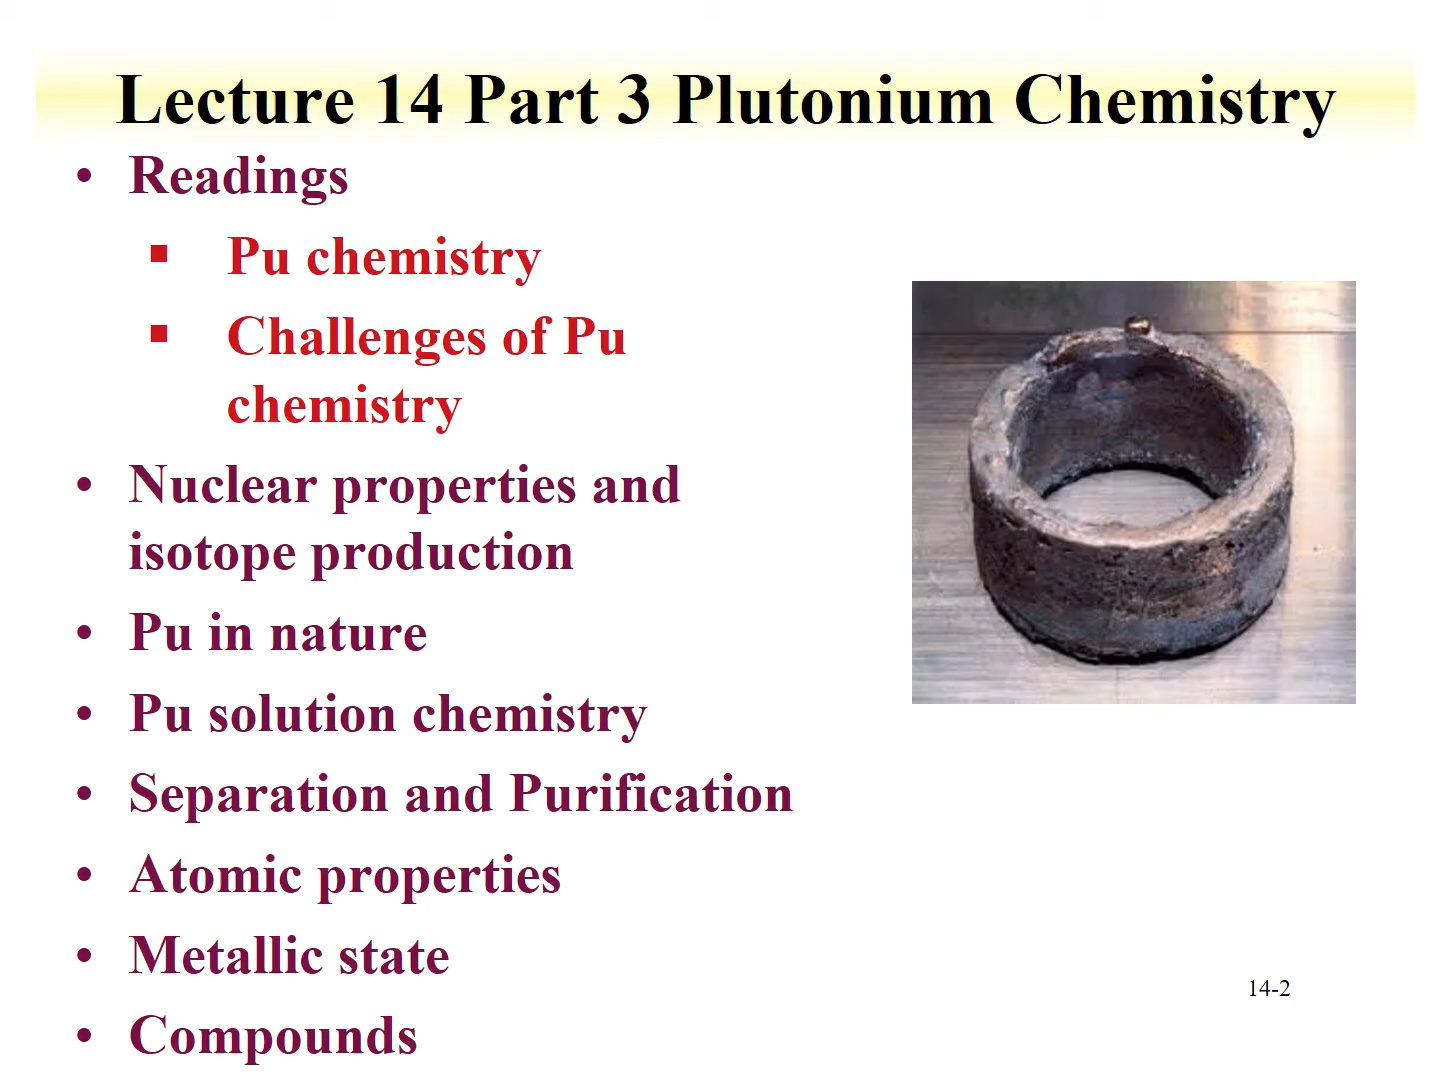 Lecture 14 Part 3 Plutonium Chemistry
• Readings
▪ Pu chemistry
▪ Challenges of Pu
chemistry
• Nuclear properties and
isotope production
• Pu in nature
• Pu solution chemistry
• Separation and Purification
• Atomic properties
• Metallic state
• Compounds
14-2